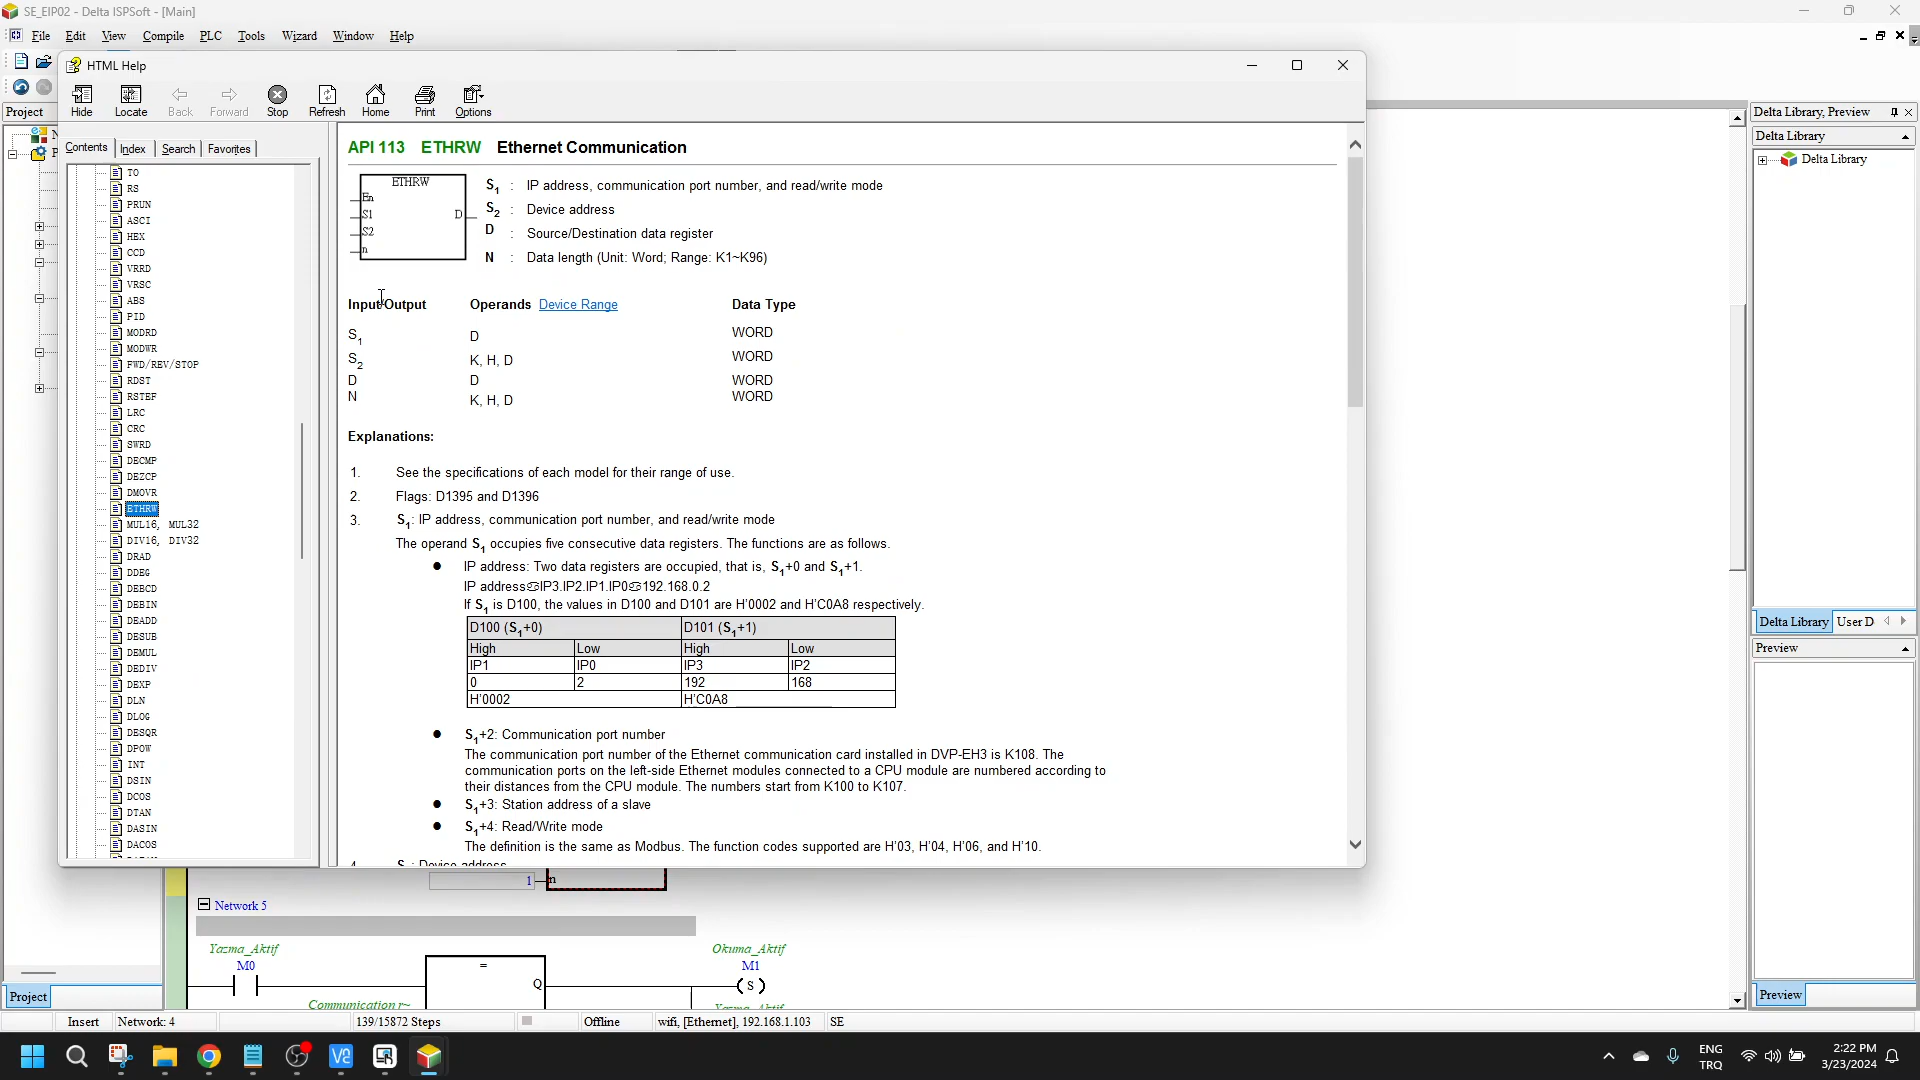 SE_EIP02 - Delta ISPSoft - [Main]
File Edit View Compile PLC Tools Wizard Window Help
HTML Help
Hide Locate Back Forward Stop Refresh Home Print Options
Project
Contents Index Search Favorites
TO
RS
PRUN
ASCI
HEX
CCD
VRRD
VRSC
ABS
PID
MODRD
MODWR
FWD/REV/STOP
RDST
RSTEF
LRC
CRC
SWRD
DECMP
DEZCP
DMOVR
ETHRW
MUL16, MUL32
DIV16, DIV32
DRAD
DDEG
DEBCD
DEBIN
DEADD
DESUB
DEMUL
DEDIV
DEXP
DLN
DLOG
DESQR
DPOW
INT
DSIN
DCOS
DTAN
DASIN
DACOS
API 113 ETHRW Ethernet Communication
ETHRW
En
S1
S2
n
D
S1 : IP address, communication port number, and read/write mode
S2 : Device address
D : Source/Destination data register
N : Data length (Unit: Word; Range: K1~K96)
Input/Output Operands Device Range Data Type
S1 D WORD
S2 K, H, D WORD
D D WORD
N K, H, D WORD
Explanations:
1. See the specifications of each model for their range of use.
2. Flags: D1395 and D1396
3. S1: IP address, communication port number, and read/write mode
The operand S1 occupies five consecutive data registers. The functions are as follows.
● IP address: Two data registers are occupied, that is, S1+0 and S1+1.
IP address♋IP3.IP2.IP1.IP0♋192.168.0.2
If S1 is D100, the values in D100 and D101 are H'0002 and H'C0A8 respectively.
D100 (S1+0) D101 (S1+1)
High Low High Low
IP1 IP0 IP3 IP2
0 2 192 168
H'0002 H'C0A8
● S1+2: Communication port number
The communication port number of the Ethernet communication card installed in DVP-EH3 is K108. The
communication ports on the left-side Ethernet modules connected to a CPU module are numbered according to
their distances from the CPU module. The numbers start from K100 to K107.
● S1+3: Station address of a slave
● S1+4: Read/Write mode
The definition is the same as Modbus. The function codes supported are H'03, H'04, H'06, and H'10.
4. S : Device address
1 n
Network 5
Yazma_Aktif
M0
=
Q
Communication r~
Okuma_Aktif
M1
S
Yazma_Aktif
Project
Delta Library, Preview
Delta Library
Delta Library
Delta Library User D
Preview
Preview
Insert Network: 4 139/15872 Steps Offline wifi, [Ethernet], 192.168.1.103 SE
ENG
TRQ
2:22 PM
3/23/2024